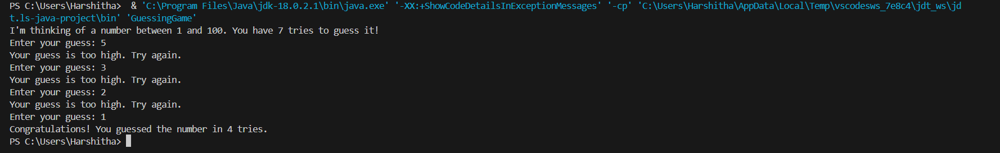 PS C:\Users\Harshitha>  & 'C:\Program Files\Java\jdk-18.0.2.1\bin\java.exe' '-XX:+ShowCodeDetailsInExceptionMessages' '-cp' 'C:\Users\Harshitha\AppData\Local\Temp\vscodesws_7e8c4\jdt_ws\jd
t.ls-java-project\bin' 'GuessingGame'
I'm thinking of a number between 1 and 100. You have 7 tries to guess it!
Enter your guess: 5
Your guess is too high. Try again.
Enter your guess: 3
Your guess is too high. Try again.
Enter your guess: 2
Your guess is too high. Try again.
Enter your guess: 1
Congratulations! You guessed the number in 4 tries.
PS C:\Users\Harshitha>